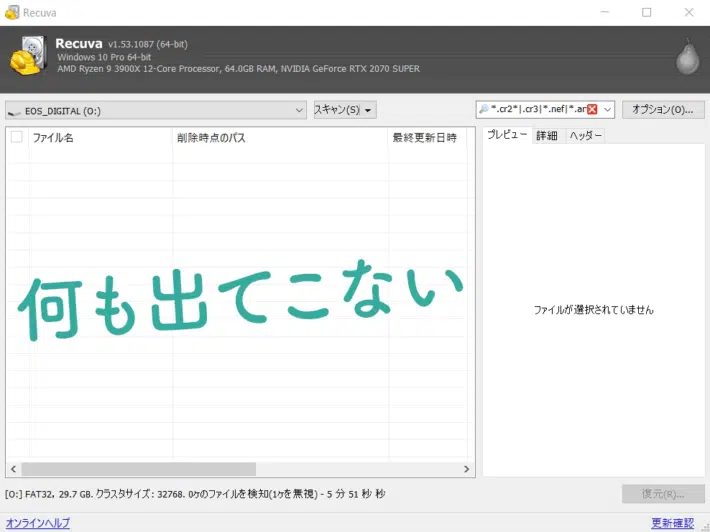 Recuva
Recuva v1.53.1087 (64-bit)
Windows 10 Pro 64-bit
AMD Ryzen 9 3900X 12-Core Processor, 64.0GB RAM, NVIDIA GeForce RTX 2070 SUPER
EOS_DIGITAL (O:) スキャン(S) *.cr2*|.cr3|*.nef|*.ar オプション(O)...
ファイル名 削除時点のパス 最終更新日時 プレビュー 詳細 ヘッダー
何も出てこない
ファイルが選択されていません
[O:] FAT32, 29.7 GB. クラスタサイズ: 32768. 0ヶのファイルを検知(1ヶを無視) - 5 分 51 秒 秒 復元(R)...
オンラインヘルプ 更新確認